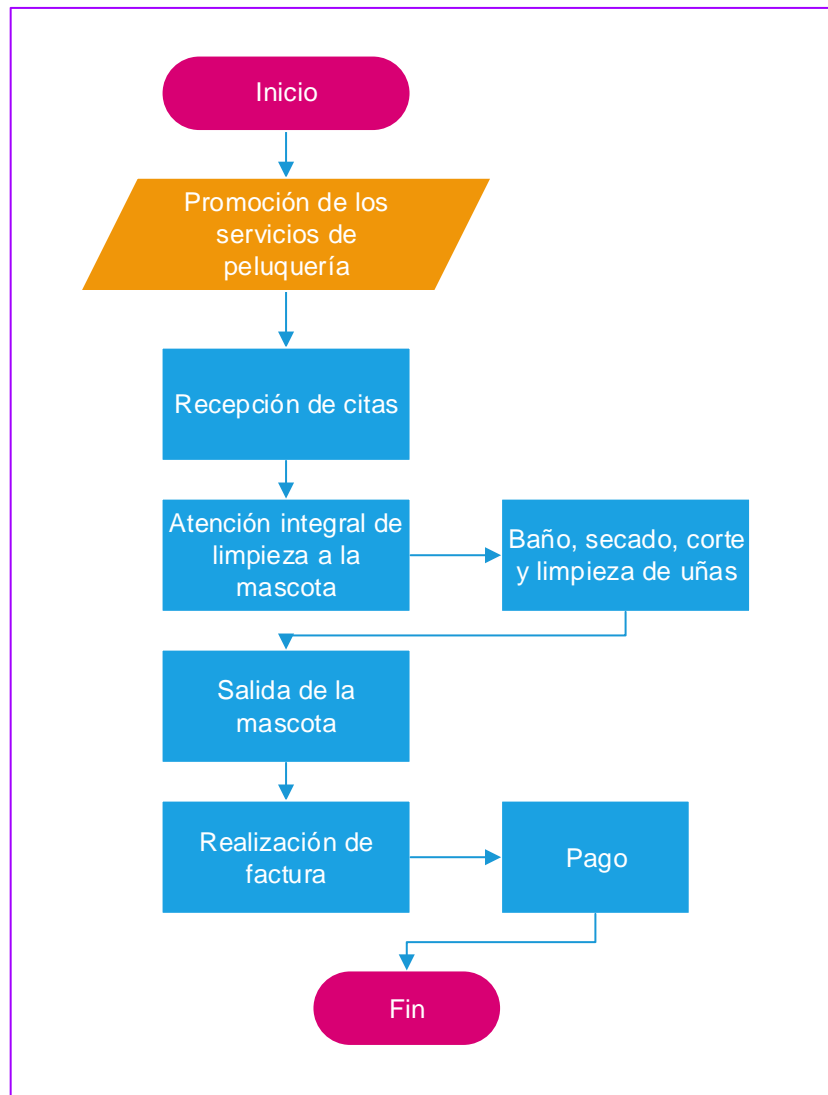 Inicio
Promoción de los
servicios de
peluquería
Recepción de citas
Atención integral de
limpieza a la
mascota
Baño, secado, corte
y limpieza de uñas
Salida de la
mascota
Realización de
factura
Pago
Fin